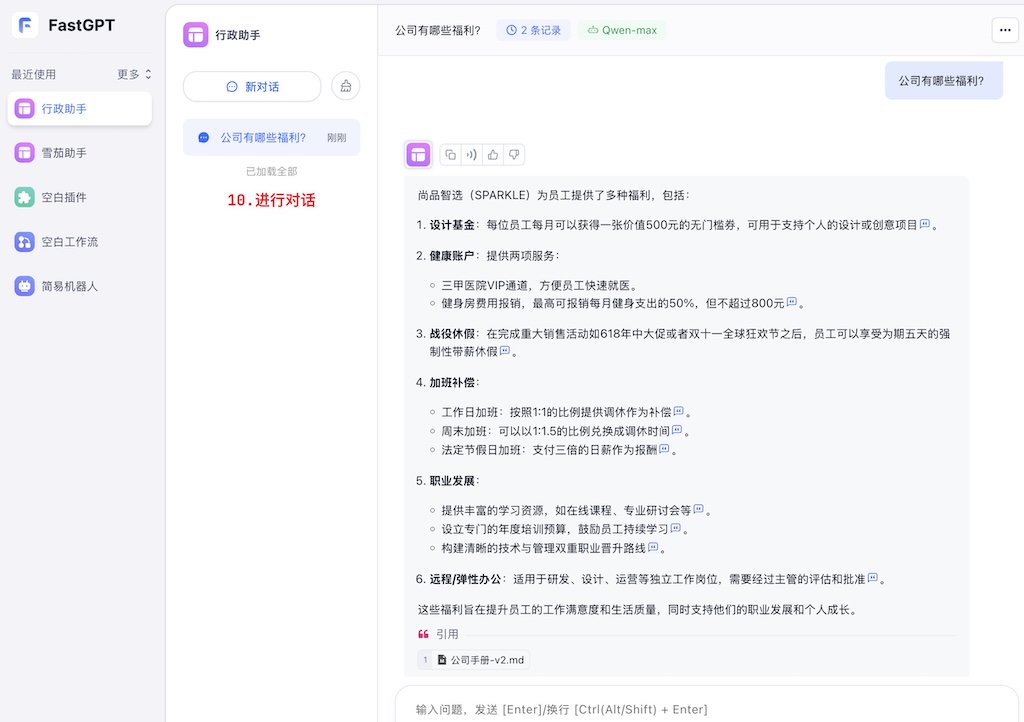 FastGPT
最近使用
更多
行政助手
雪茄助手
空白插件
空白工作流
简易机器人
行政助手
新对话
公司有哪些福利?
刚刚
已加载全部
10.进行对话
公司有哪些福利?
2 条记录
Qwen-max
公司有哪些福利?
尚品智选（SPARKLE）为员工提供了多种福利，包括：
1. 设计基金：每位员工每月可以获得一张价值500元的无门槛券，可用于支持个人的设计或创意项目。
2. 健康账户：提供两项服务：
三甲医院VIP通道，方便员工快速就医。
健身房费用报销，最高可报销每月健身支出的50%，但不超过800元。
3. 战役休假：在完成重大销售活动如618年中大促或者双十一全球狂欢节之后，员工可以享受为期五天的强
制性带薪休假。
4. 加班补偿：
工作日加班：按照1:1的比例提供调休作为补偿。
周末加班：可以以1:1.5的比例兑换成调休时间。
法定节假日加班：支付三倍的日薪作为报酬。
5. 职业发展：
提供丰富的学习资源，如在线课程、专业研讨会等。
设立专门的年度培训预算，鼓励员工持续学习。
构建清晰的技术与管理双重职业晋升路线。
6. 远程/弹性办公：适用于研发、设计、运营等独立工作岗位，需要经过主管的评估和批准。
这些福利旨在提升员工的工作满意度和生活质量，同时支持他们的职业发展和个人成长。
引用
1 公司手册-v2.md
输入问题，发送 [Enter]/换行 [Ctrl(Alt/Shift) + Enter]